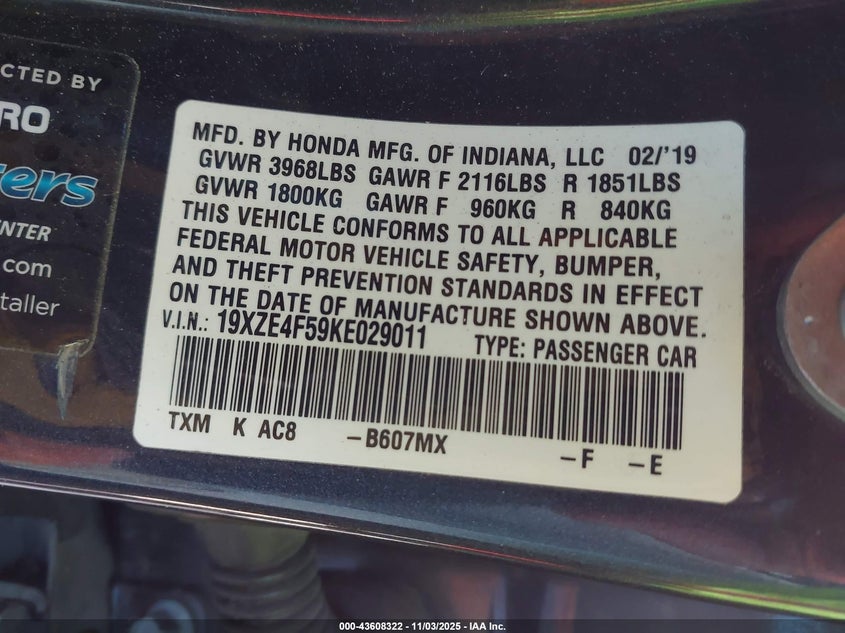 CTED BY
RO
ters
ENTER
.com
taller
MFD. BY HONDA MFG. OF INDIANA, LLC 02/'19
GVWR 3968LBS GAWR F 2116LBS R 1851LBS
GVWR 1800KG GAWR F 960KG R 840KG
THIS VEHICLE CONFORMS TO ALL APPLICABLE
FEDERAL MOTOR VEHICLE SAFETY, BUMPER,
AND THEFT PREVENTION STANDARDS IN EFFECT
ON THE DATE OF MANUFACTURE SHOWN ABOVE.
V.I.N.: 19XZE4F59KE029011 TYPE: PASSENGER CAR
TXM K AC8 -B607MX -F -E
000-43608322 - 11/03/2025 - IAA Inc.